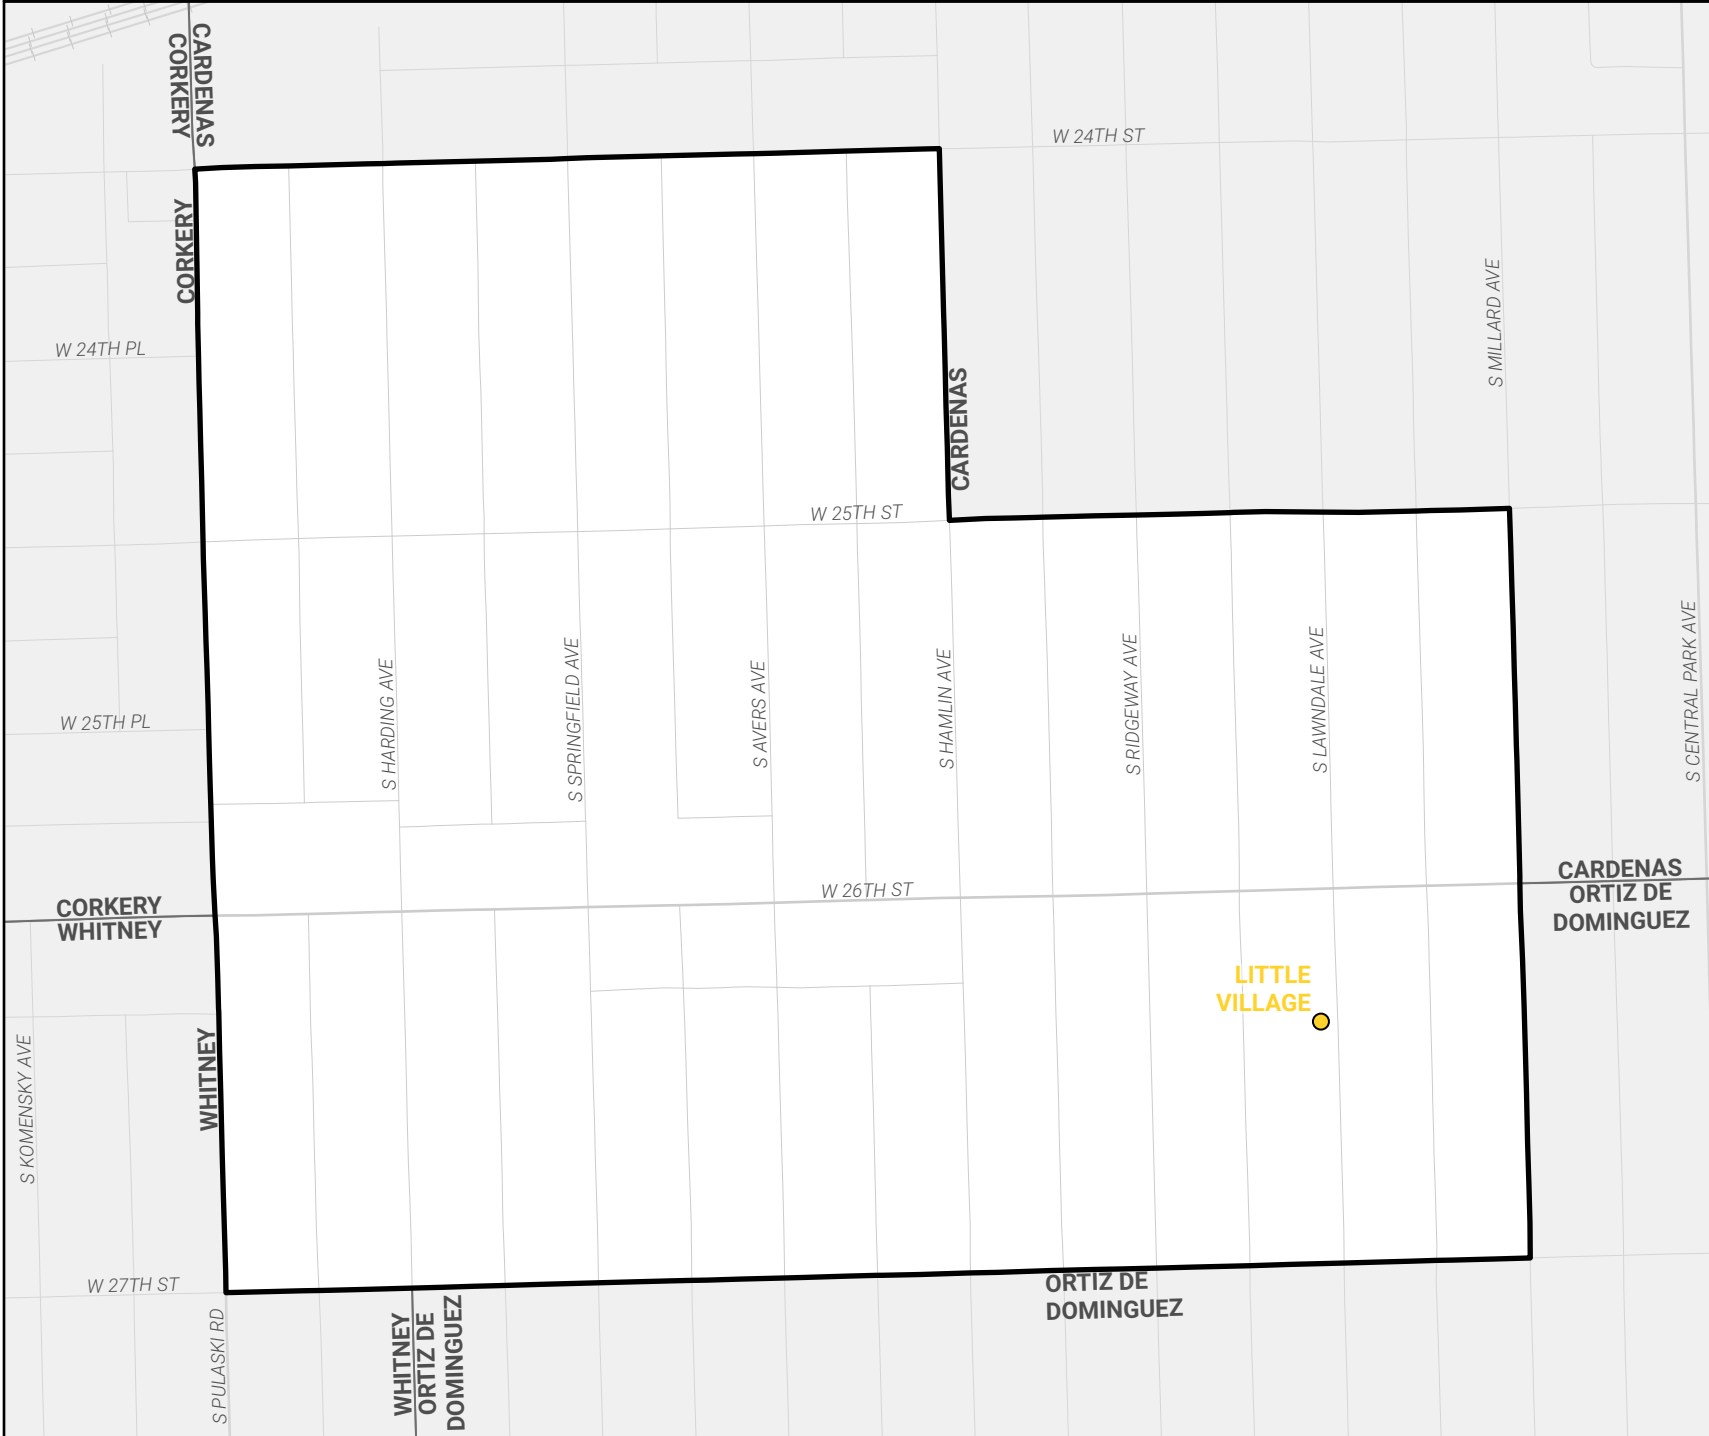 CARDENAS
CORKERY
W 24TH ST
CORKERY
S MILLARD AVE
W 24TH PL
CARDENAS
W 25TH ST
S HARDING AVE
S SPRINGFIELD AVE
S AVERS AVE
S HAMLIN AVE
S RIDGEWAY AVE
S LAWNDALE AVE
S CENTRAL PARK AVE
W 25TH PL
CORKERY
WHITNEY
W 26TH ST
CARDENAS
ORTIZ DE
DOMINGUEZ
LITTLE
VILLAGE
S KOMENSKY AVE
WHITNEY
W 27TH ST
S PULASKI RD
WHITNEY
ORTIZ DE
DOMINGUEZ
ORTIZ DE
DOMINGUEZ